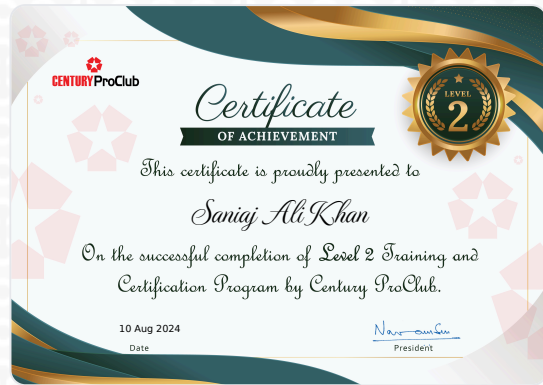 CENTURY ProClub
Certificate
OF ACHIEVEMENT
LEVEL
2
This certificate is proudly presented to
Saniaj Ali Khan
On the successful completion of Level 2 Training and
Certification Program by Century ProClub.
10 Aug 2024
Date
President